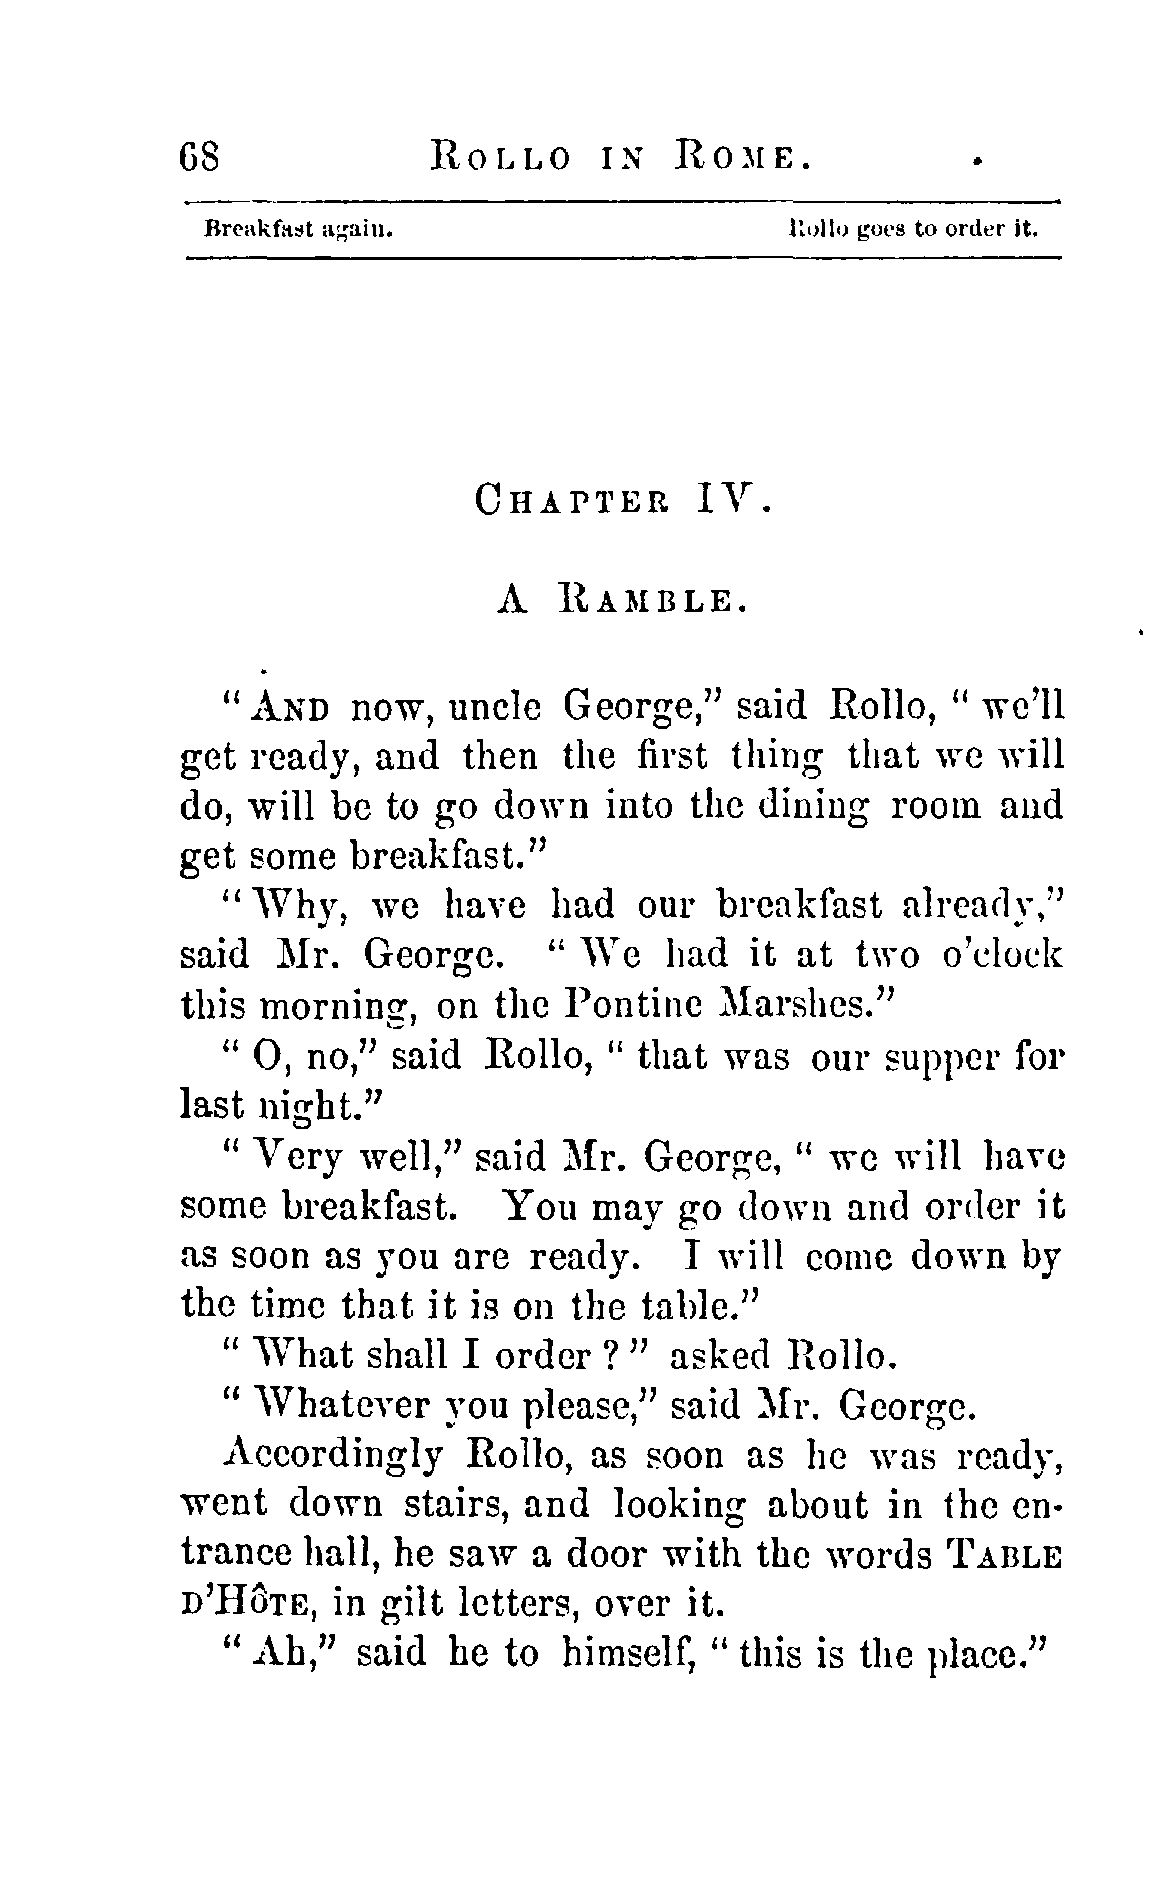 68 ROLLO IN ROME.
Breakfast again. Rollo goes to order it.
CHAPTER IV.
A RAMBLE.
“AND now, uncle George,” said Rollo, “we’ll
get ready, and then the first thing that we will
do, will be to go down into the dining room and
get some breakfast.”
“Why, we have had our breakfast already,”
said Mr. George. “We had it at two o’clock
this morning, on the Pontine Marshes.”
“O, no,” said Rollo, “that was our supper for
last night.”
“Very well,” said Mr. George, “we will have
some breakfast. You may go down and order it
as soon as you are ready. I will come down by
the time that it is on the table.”
“What shall I order?” asked Rollo.
“Whatever you please,” said Mr. George.
Accordingly Rollo, as soon as he was ready,
went down stairs, and looking about in the en-
trance hall, he saw a door with the words TABLE
D’HÔTE, in gilt letters, over it.
“Ah,” said he to himself, “this is the place.”